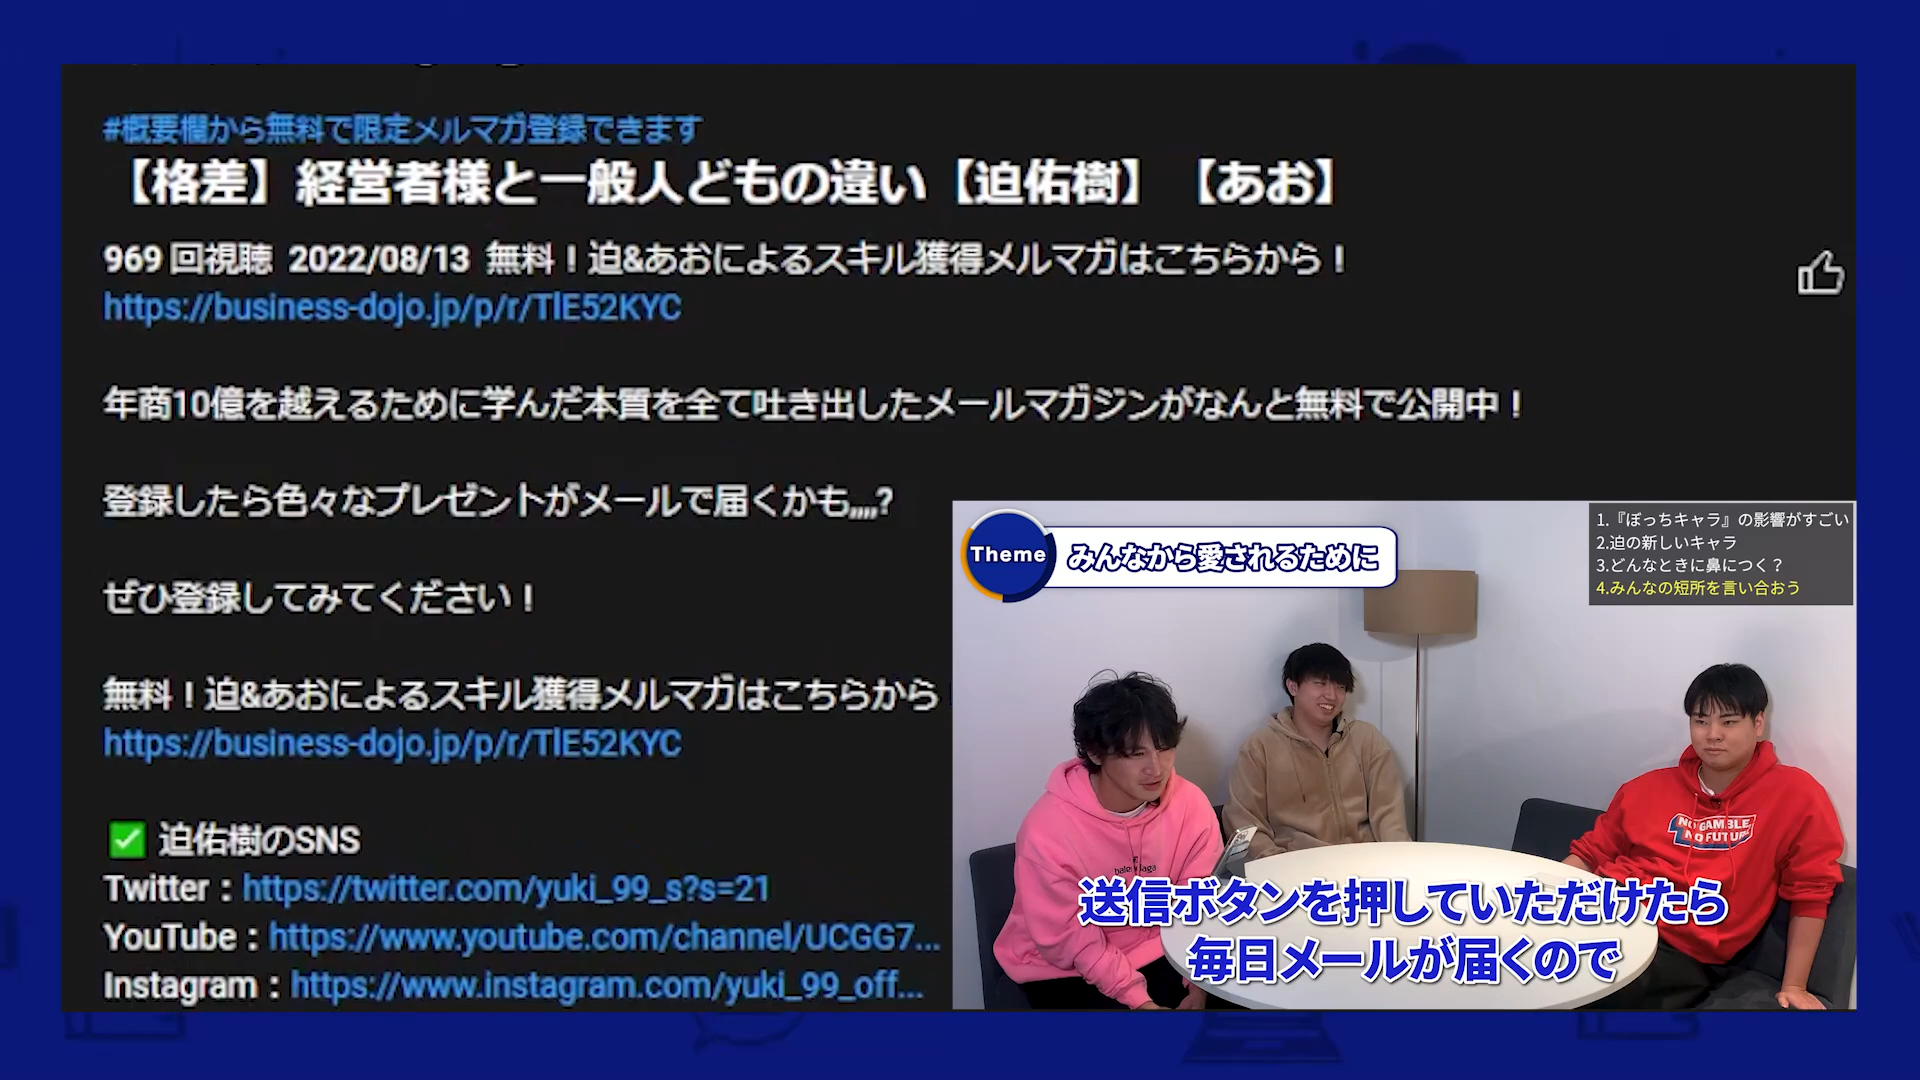 #概要欄から無料で限定メルマガ登録できます
【格差】経営者様と一般人どもの違い【迫佑樹】【あお】
969 回視聴 2022/08/13 無料！迫&あおによるスキル獲得メルマガはこちらから！
https://business-dojo.jp/p/r/TlE52KYC
年商10億を越えるために学んだ本質を全て吐き出したメールマガジンがなんと無料で公開中！
登録したら色々なプレゼントがメールで届くかも,,,,?
ぜひ登録してみてください！
無料！迫&あおによるスキル獲得メルマガはこちらから
https://business-dojo.jp/p/r/TlE52KYC
✅ 迫佑樹のSNS
Twitter：https://twitter.com/yuki_99_s?s=21
YouTube：https://www.youtube.com/channel/UCGG7...
Instagram：https://www.instagram.com/yuki_99_off...
Theme みんなから愛されるために
1.『ぼっちキャラ』の影響がすごい
2.迫の新しいキャラ
3.どんなときに鼻につく？
4.みんなの短所を言い合おう
NO GAMBLE,
NO FUTURE
送信ボタンを押していただけたら
毎日メールが届くので